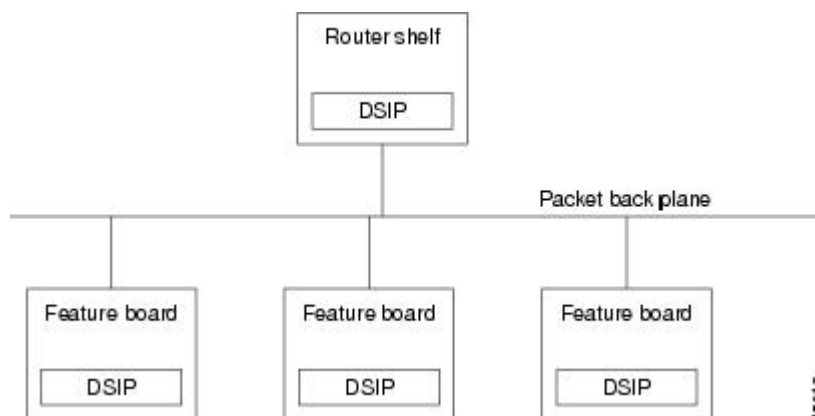 Router shelf
DSIP
Packet back plane
Feature board
Feature board
Feature board
DSIP
DSIP
DSIP